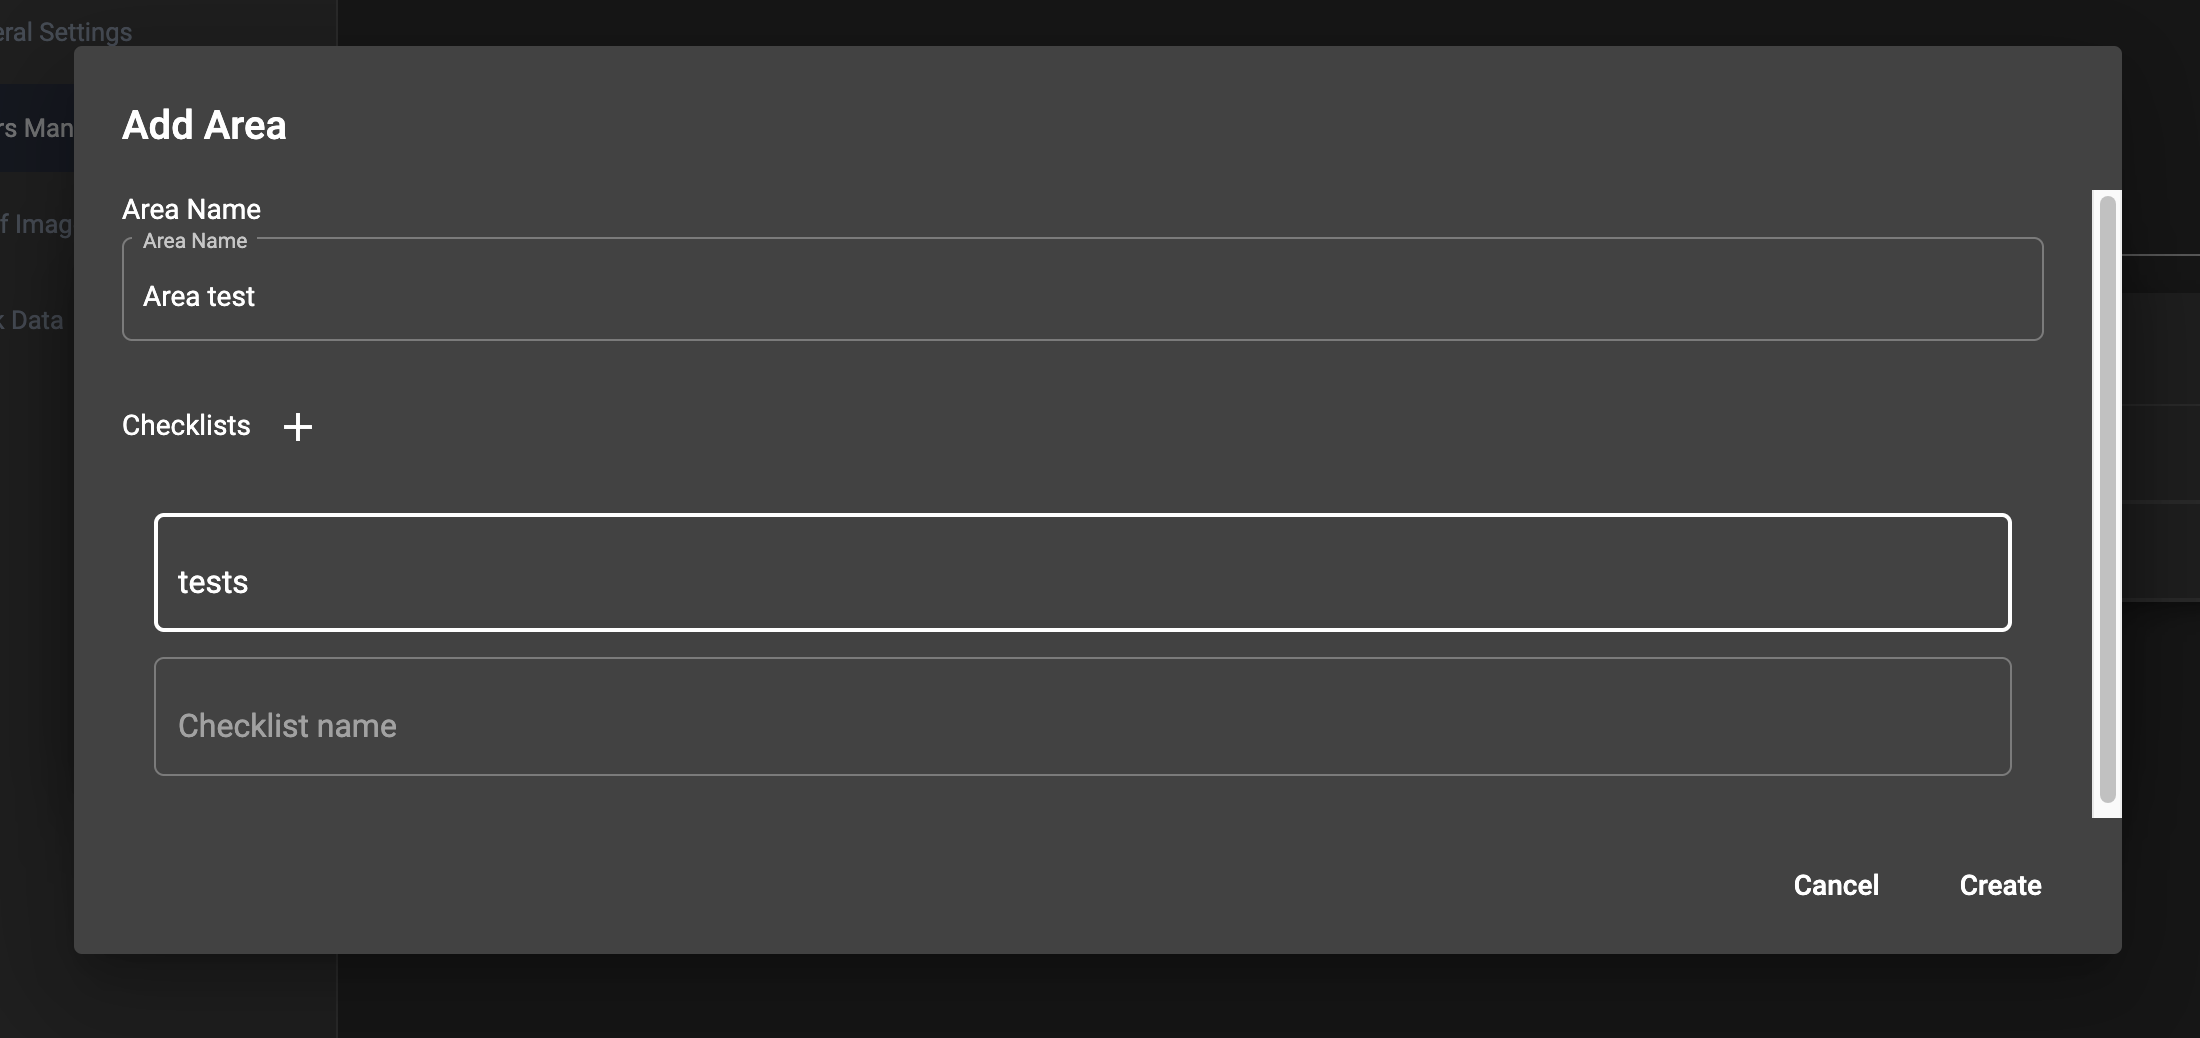 eral Settings
rs Man
f Imag
k Data
Add Area
Area Name
Area Name
Area test
Checklists +
tests
Checklist name
Cancel Create